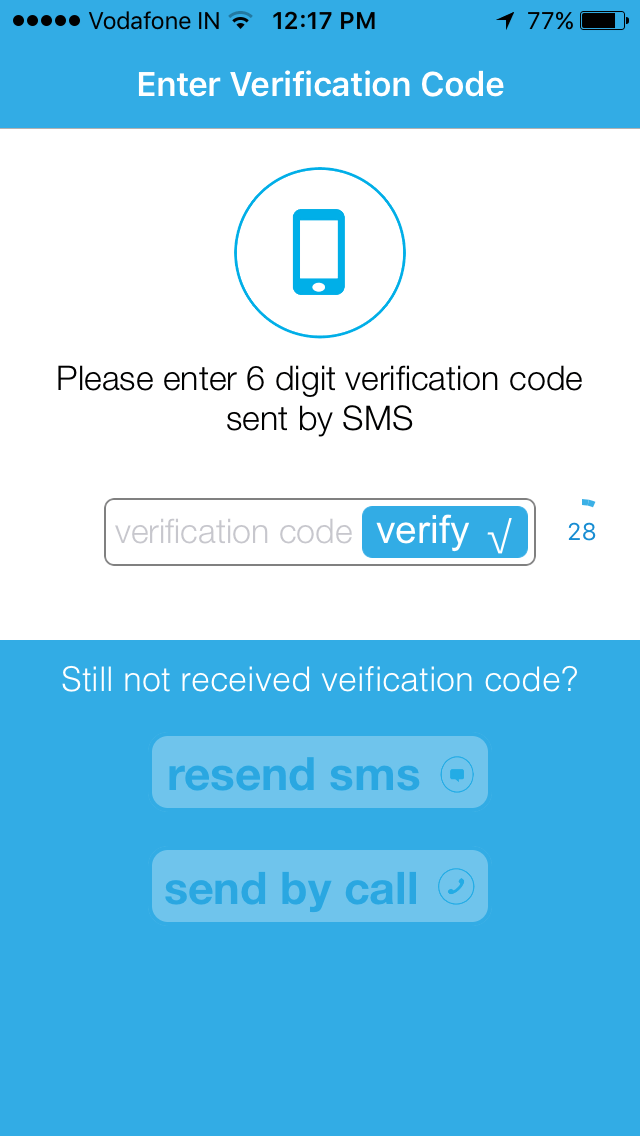 Vodafone IN 12:17 PM 77%
Enter Verification Code
Please enter 6 digit verification code
sent by SMS
verification code verify √
28
Still not received veification code?
resend sms
send by call